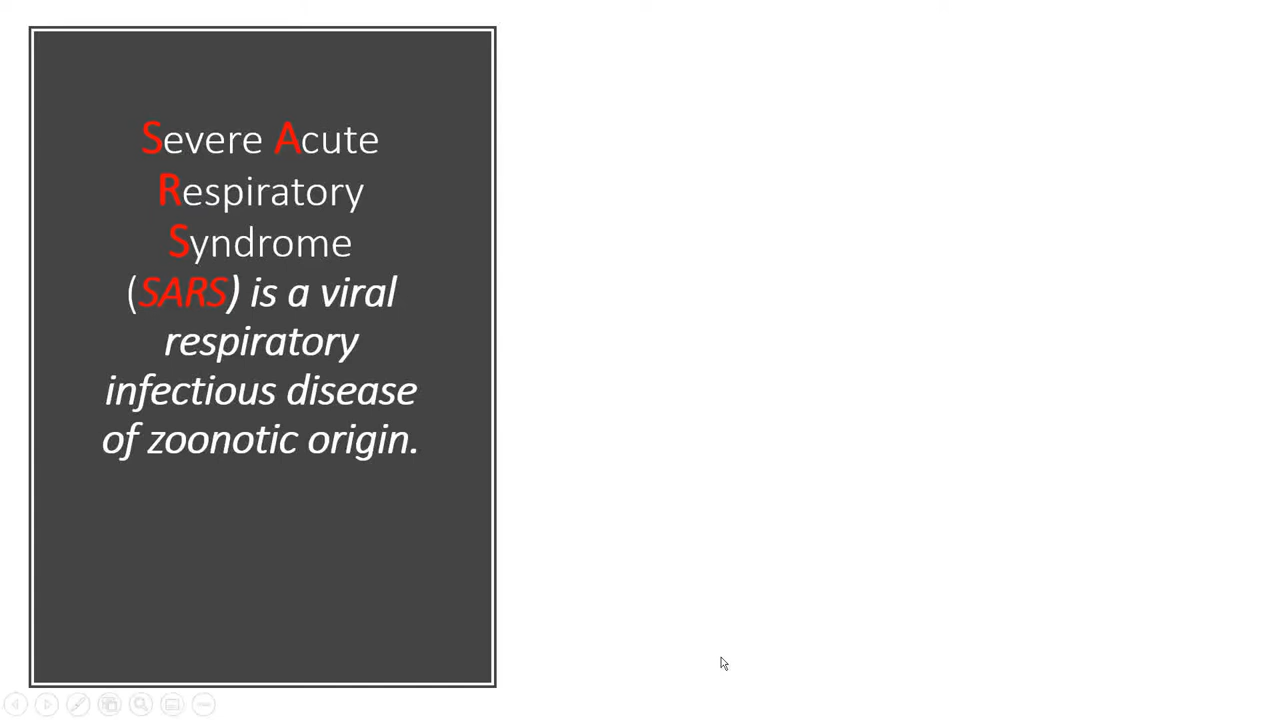 Severe Acute
Respiratory
Syndrome
(SARS) is a viral
respiratory
infectious disease
of zoonotic origin.